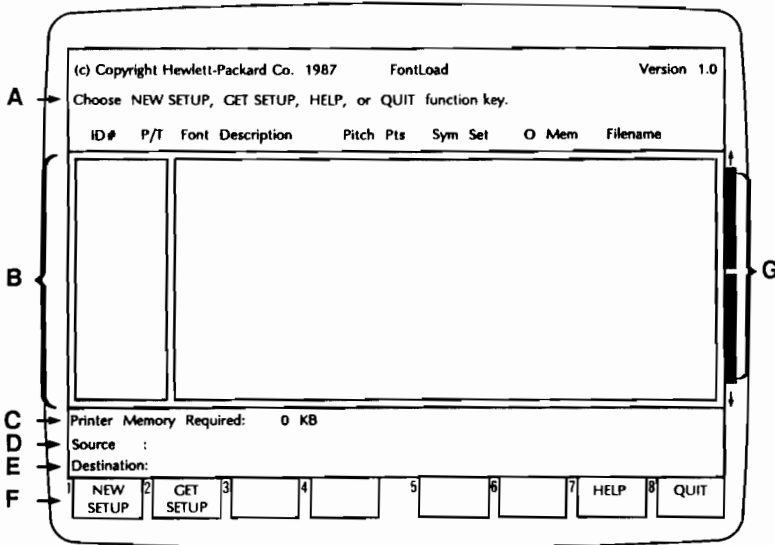 (c) Copyright Hewlett-Packard Co. 1987 FontLoad Version 1.0
A Choose NEW SETUP, GET SETUP, HELP, or QUIT function key.
ID# P/T Font Description Pitch Pts Sym Set O Mem Filename
B G
C Printer Memory Required: 0 KB
D Source :
E Destination:
F 1 NEW SETUP 2 GET SETUP 3 4 5 6 7 HELP 8 QUIT